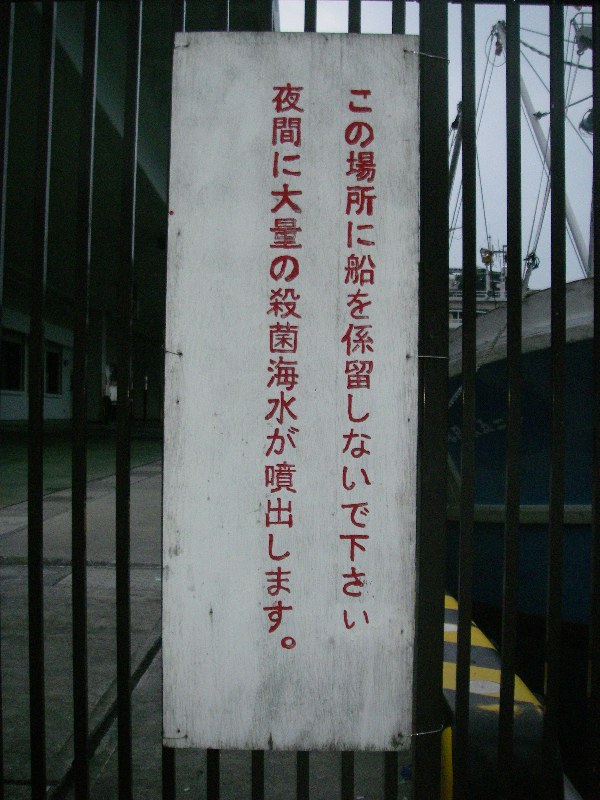 この場所に船を係留しないで下さい
夜間に大量の殺菌海水が噴出します。